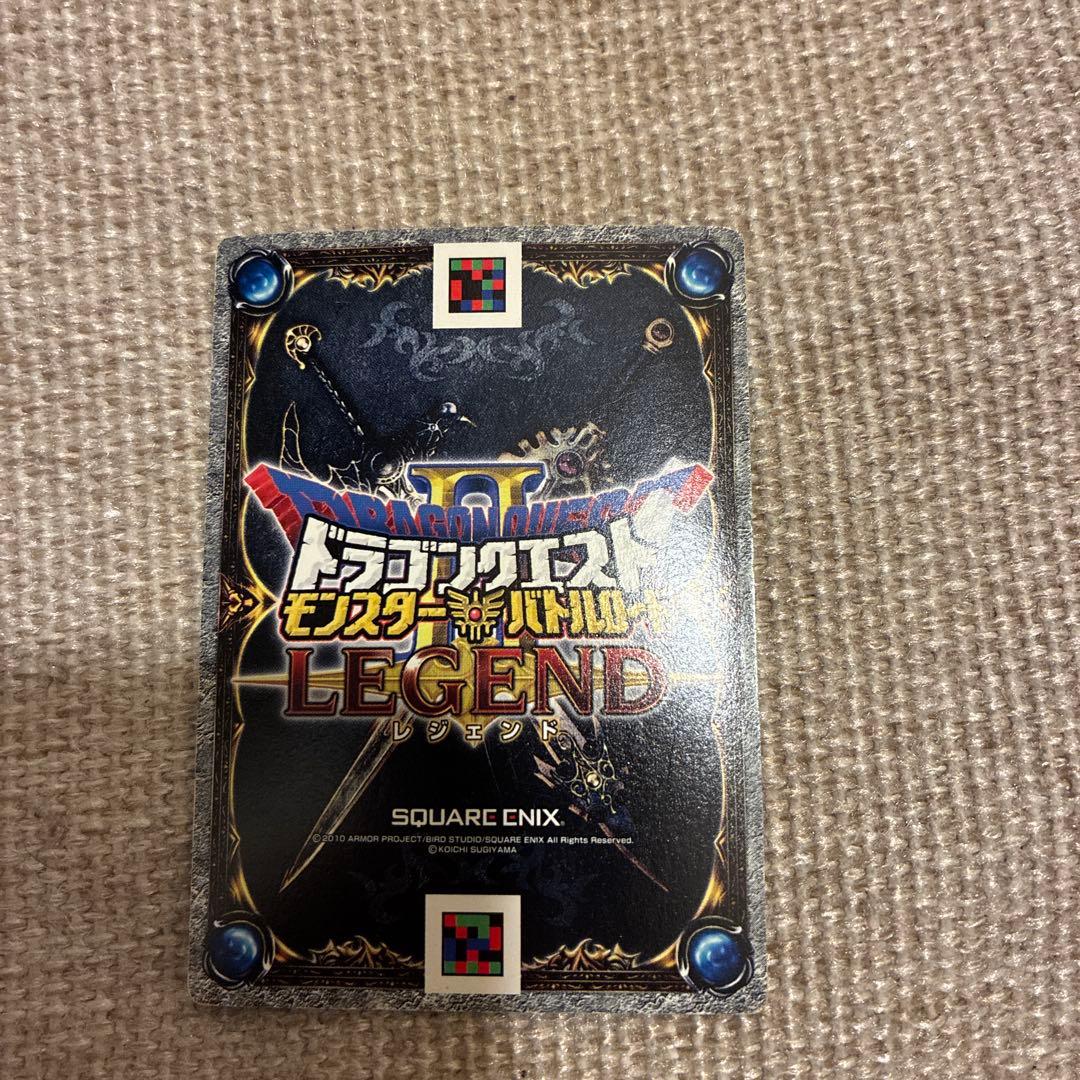 DRAGON QUEST
II
ドラゴンクエスト
モンスターバトルロード
LEGEND
レジェンド
SQUARE ENIX®
©2010 ARMOR PROJECT/BIRD STUDIO/SQUARE ENIX All Rights Reserved.
©KOICHI SUGIYAMA